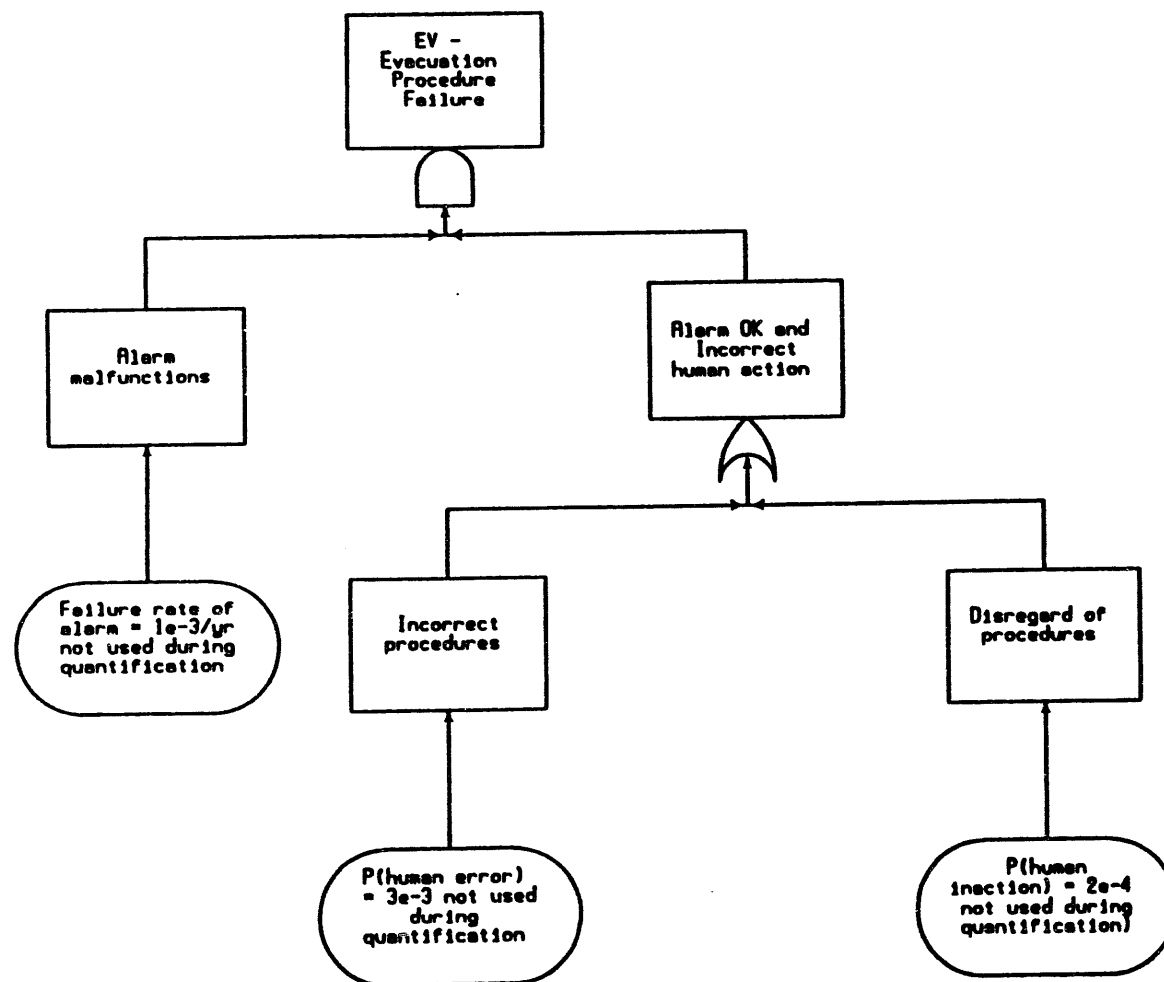 EV -
Evacuation
Procedure
Failure
Alarm
malfunctions
Alarm OK and
Incorrect
human action
Failure rate of
alarm = 1e-3/yr
not used during
quantification
Incorrect
procedures
Disregard of
procedures
P(human error)
= 3e-3 not used
during
quantification
P(human
inaction) = 2e-4
not used during
quantification)